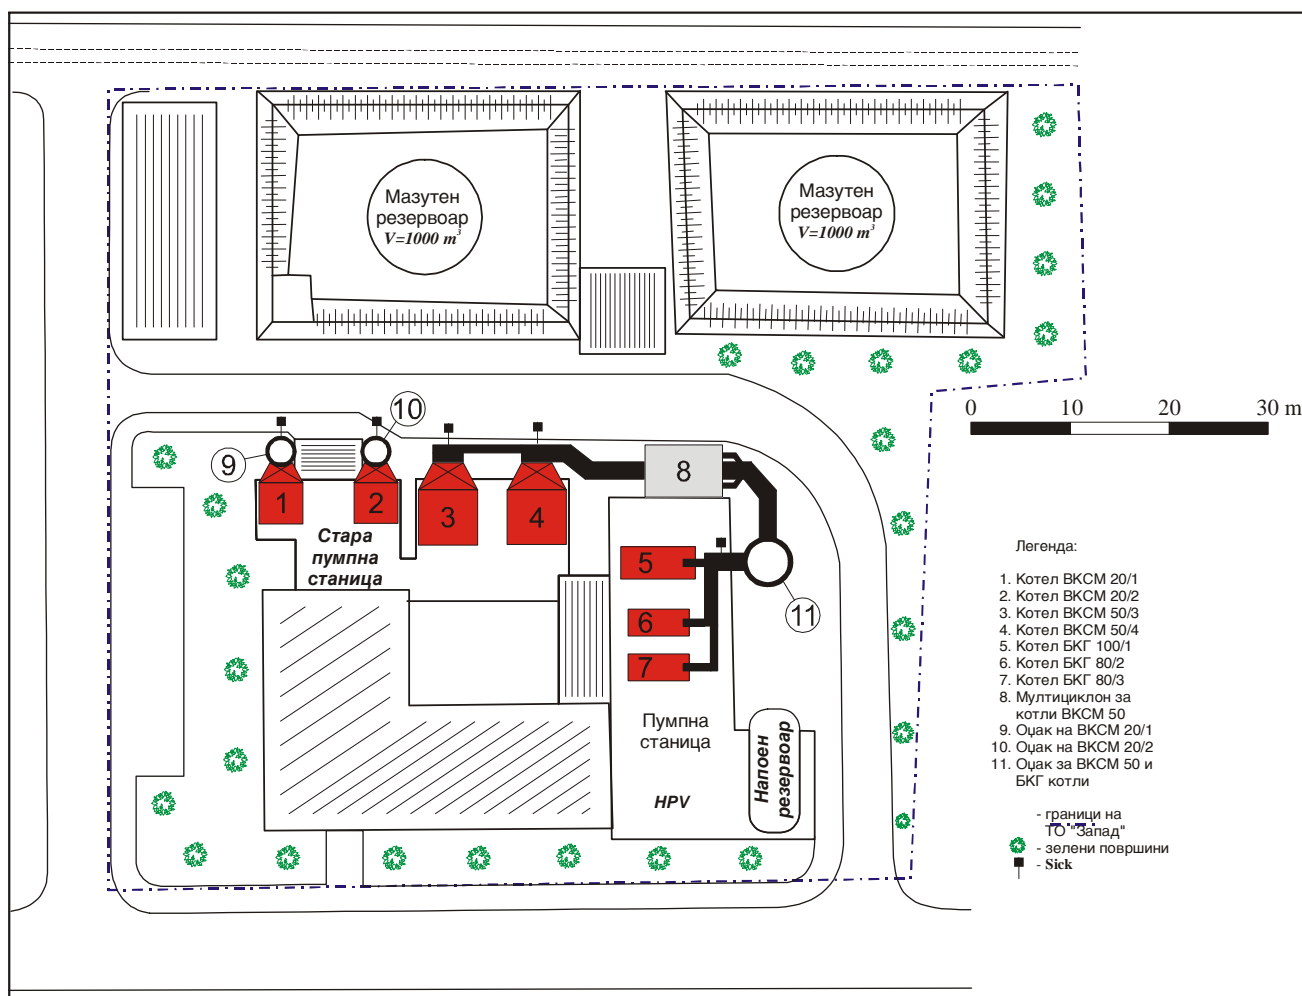 Мазутен
резервоар
V=1000 m³
Мазутен
резервоар
V=1000 m³
0 10 20 30 m
10
9
8
1
2
3
4
Стара
пумпна
станица
5
6
7
11
Пумпна
станица
HPV
Напоен
резервоар
Легенда:
1. Котел ВКСМ 20/1
2. Котел ВКСМ 20/2
3. Котел ВКСМ 50/3
4. Котел ВКСМ 50/4
5. Котел БКГ 100/1
6. Котел БКГ 80/2
7. Котел БКГ 80/3
8. Мултициклон за
котли ВКСМ 50
9. Оџак на ВКСМ 20/1
10. Оџак на ВКСМ 20/2
11. Оџак за ВКСМ 50 и
БКГ котли
- граници на
ТО "Запад"
- зелени површини
- Sick